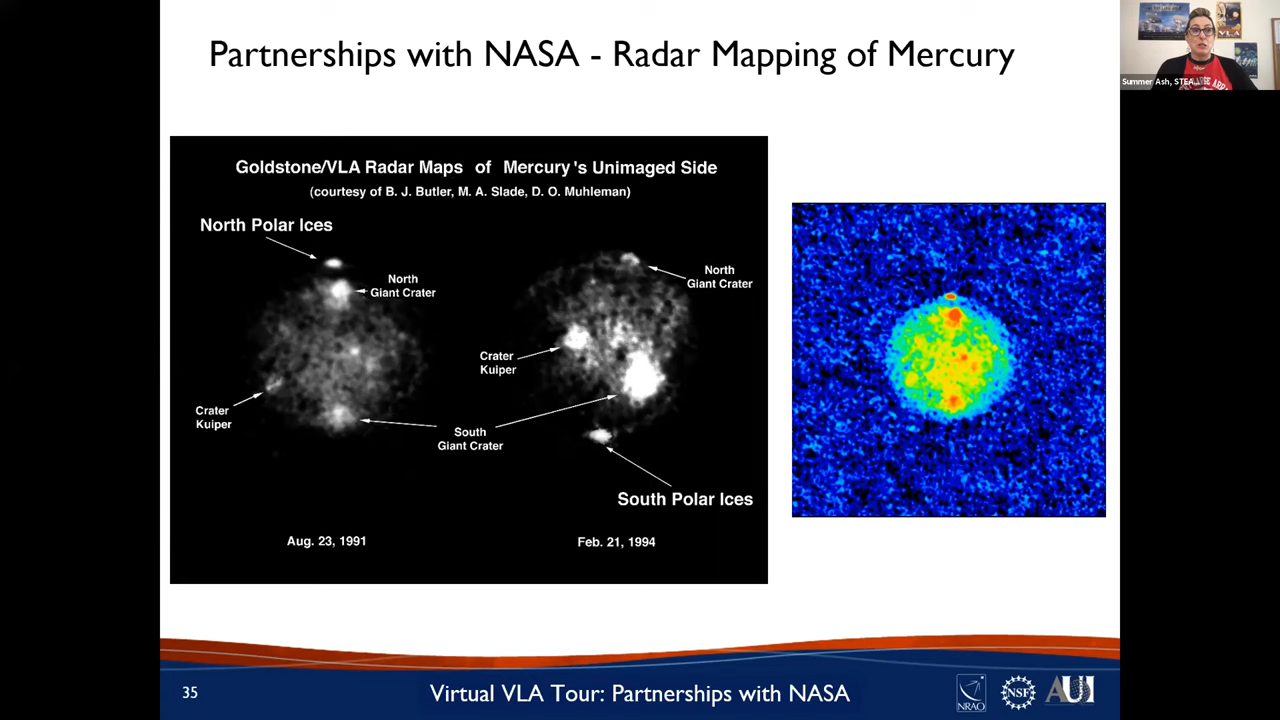 Partnerships with NASA - Radar Mapping of Mercury
Goldstone/VLA Radar Maps of Mercury's Unimaged Side
(courtesy of B. J. Butler, M. A. Slade, D. O. Muhleman)
North Polar Ices
North
Giant Crater
Crater
Kuiper
South
Giant Crater
North
Giant Crater
Crater
Kuiper
South Polar Ices
Aug. 23, 1991
Feb. 21, 1994
Summer Ash, STEA...
VLA
35
Virtual VLA Tour: Partnerships with NASA
NRAO
NSF
AUI